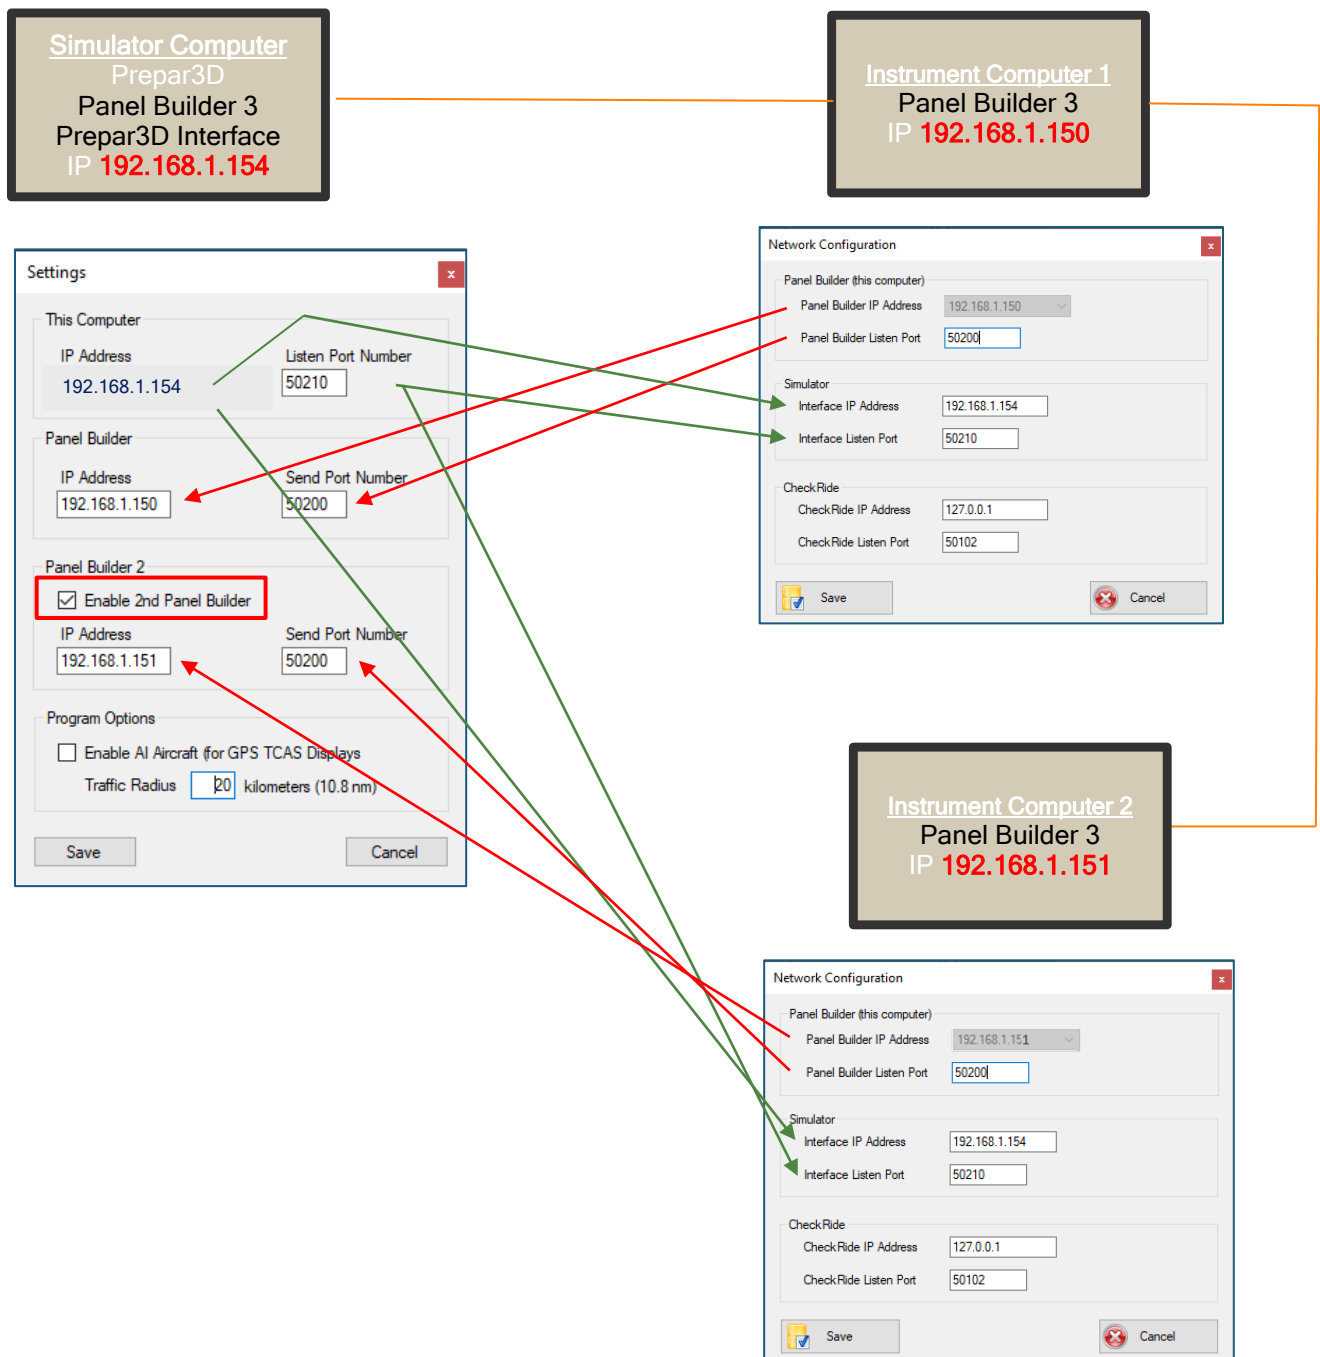 Simulator Computer
Prepar3D
Panel Builder 3
Prepar3D Interface
IP 192.168.1.154
Instrument Computer 1
Panel Builder 3
IP 192.168.1.150
Settings
x
This Computer
IP Address Listen Port Number
192.168.1.154 50210
Panel Builder
IP Address Send Port Number
192.168.1.150 50200
Panel Builder 2
Enable 2nd Panel Builder
IP Address Send Port Number
192.168.1.151 50200
Program Options
Enable AI Aircraft (for GPS TCAS Displays
Traffic Radius 20 kilometers (10.8 nm)
Save Cancel
Network Configuration
x
Panel Builder (this computer)
Panel Builder IP Address 192.168.1.150
Panel Builder Listen Port 50200
Simulator
Interface IP Address 192.168.1.154
Interface Listen Port 50210
CheckRide
CheckRide IP Address 127.0.0.1
CheckRide Listen Port 50102
Save Cancel
Instrument Computer 2
Panel Builder 3
IP 192.168.1.151
Network Configuration
x
Panel Builder (this computer)
Panel Builder IP Address 192.168.1.151
Panel Builder Listen Port 50200
Simulator
Interface IP Address 192.168.1.154
Interface Listen Port 50210
CheckRide
CheckRide IP Address 127.0.0.1
CheckRide Listen Port 50102
Save Cancel